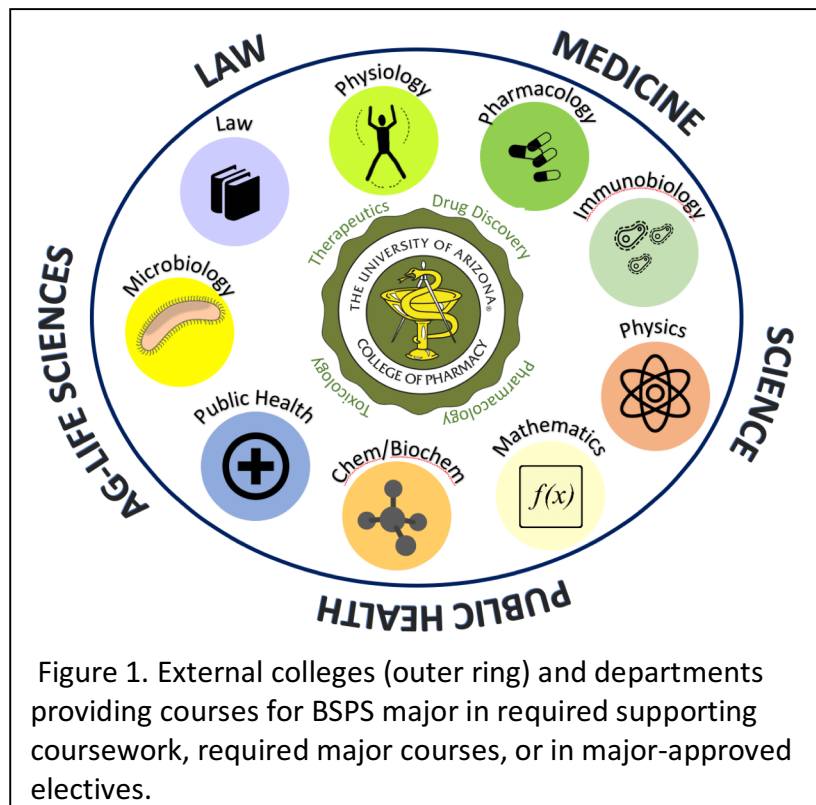 LAW
MEDICINE
SCIENCE
PUBLIC HEALTH
AG-LIFE SCIENCES
Physiology
Pharmacology
Immunobiology
Physics
Mathematics
f(x)
Chem/Biochem
Public Health
Microbiology
Law
Therapeutics
Drug Discovery
Pharmacology
Toxicology
THE UNIVERSITY OF ARIZONA®
COLLEGE OF PHARMACY
Figure 1. External colleges (outer ring) and departments
providing courses for BSPS major in required supporting
coursework, required major courses, or in major-approved
electives.